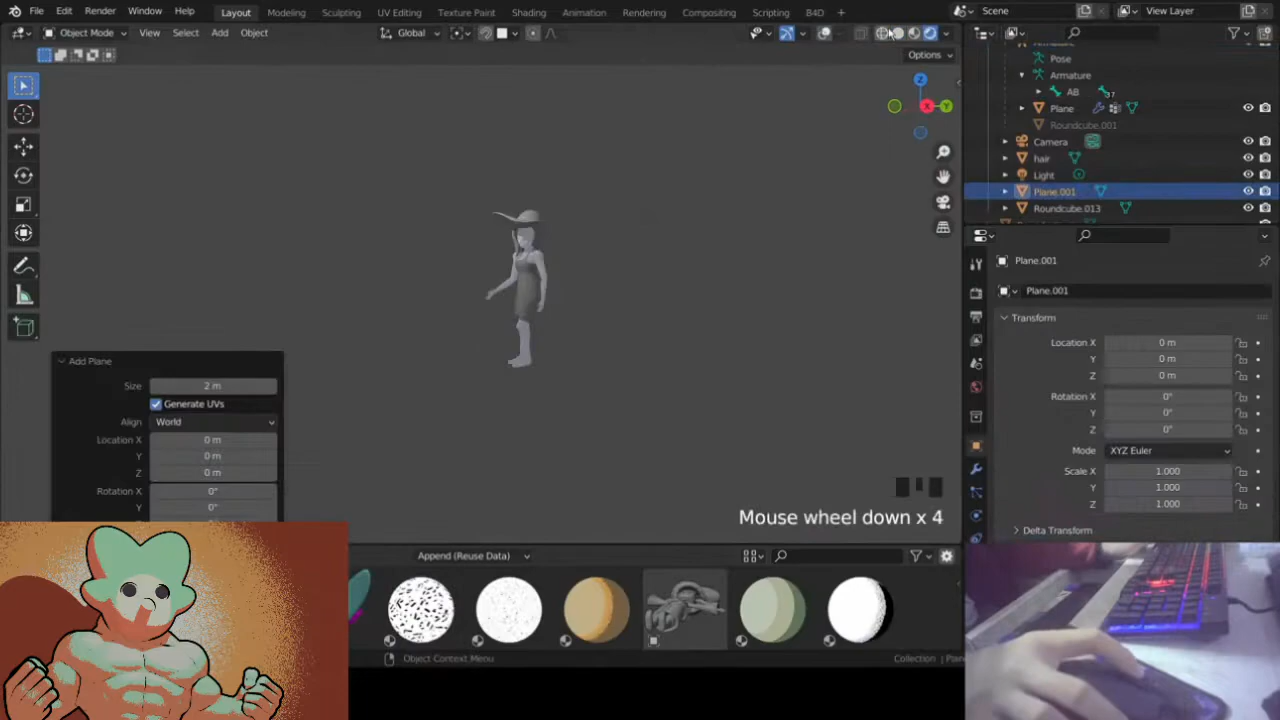 File Edit Render Window Help Layout Modeling Sculpting UV Editing Texture Paint Shading Animation Rendering Compositing Scripting B4D + Scene View Layer
Object Mode View Select Add Object Global
Options
Z
X
Y
Pose
Armature
AB 37
Plane
Roundcube.001
Camera
hair
Light
Plane.001
Roundcube.013
Plane.001
Plane.001
Transform
Location X 0 m
Y 0 m
Z 0 m
Rotation X 0°
Y 0°
Z 0°
Mode XYZ Euler
Scale X 1.000
Y 1.000
Z 1.000
Delta Transform
Add Plane
Size 2 m
Generate UVs
Align World
Location X 0 m
Y 0 m
Z 0 m
Rotation X 0°
Y 0°
Mouse wheel down x 4
Append (Reuse Data)
Object Context Menu
Collection | Plan